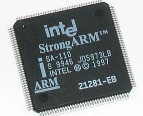 intel
StrongARM
SA-110
S 9946 JD5973LB
INTEL © 1997
i
ARM
21281-EB